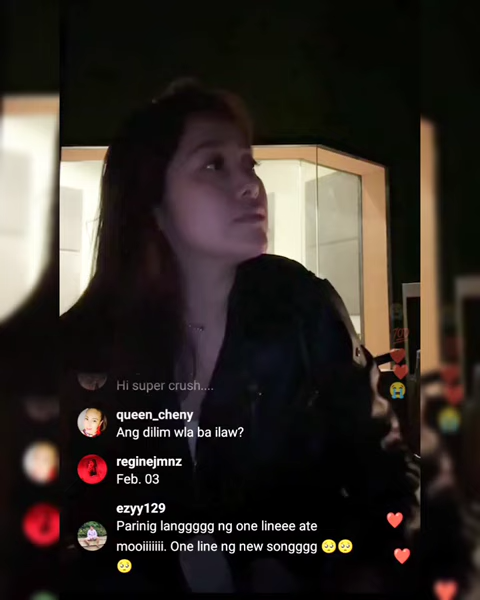 Hi super crush....
queen_cheny
Ang dilim wla ba ilaw?
reginejmnz
Feb. 03
ezyy129
Parinig langgggg ng one lineee ate
mooiiiiiii. One line ng new songggg 🥺🥺
🥺